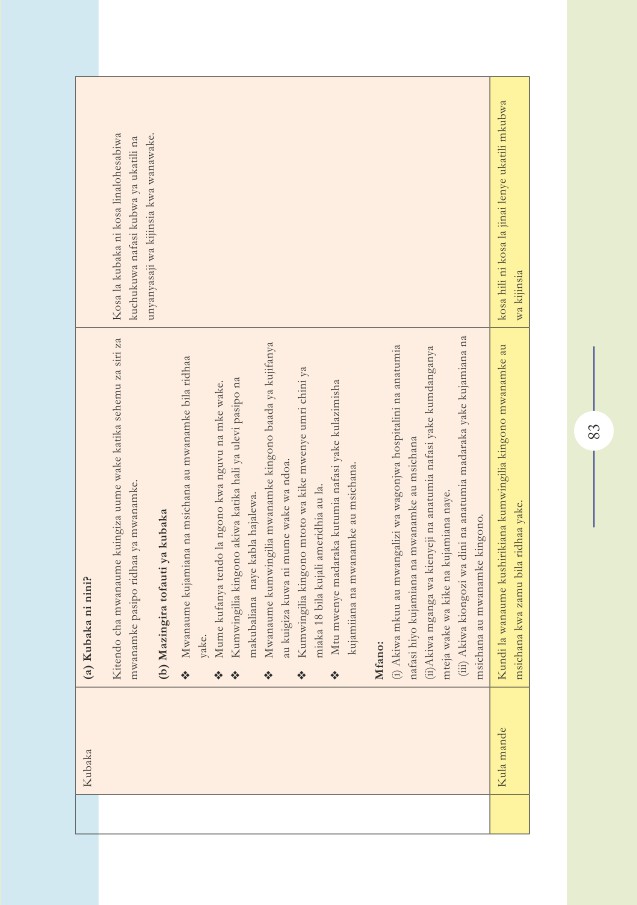 Kubaka
(a) Kubaka ni nini?
Kitendo cha mwanaume kuingiza uume wake katika sehemu za siri za
mwanamke pasipo ridhaa ya mwanamke.
(b) Mazingira tofauti ya kubaka
❖ Mwanaume kujamiana na msichana au mwanamke bila ridhaa
yake.
❖ Mume kufanya tendo la ngono kwa nguvu na mke wake.
❖ Kumwingilia kingono akiwa katika hali ya ulevi pasipo na
makubaliana naye kabla hajalewa.
❖ Mwanaume kumwingilia mwanamke kingono baada ya kujifanya
au kuigiza kuwa ni mume wake wa ndoa.
❖ Kumwingilia kingono mtoto wa kike mwenye umri chini ya
miaka 18 bila kujali ameridhia au la.
❖ Mtu mwenye madaraka kutumia nafasi yake kulazimisha
kujamiiana na mwanamke au msichana.
Mfano:
(i) Akiwa mkuu au mwangalizi wa wagonjwa hospitalini na anatumia
nafasi hiyo kujamiana na mwanamke au msichana
(ii)Akiwa mganga wa kienyeji na anatumia nafasi yake kumdanganya
mteja wake wa kike na kujamiana naye.
(iii) Akiwa kiongozi wa dini na anatumia madaraka yake kujamiana na
msichana au mwanamke kingono.
Kosa la kubaka ni kosa linalohesabiwa
kuchukuwa nafasi kubwa ya ukatili na
unyanyasaji wa kijinsia kwa wanawake.
Kula mande
Kundi la wanaume kushirikiana kumwingilia kingono mwanamke au
msichana kwa zamu bila ridhaa yake.
kosa hili ni kosa la jinai lenye ukatili mkubwa
wa kijinsia
83